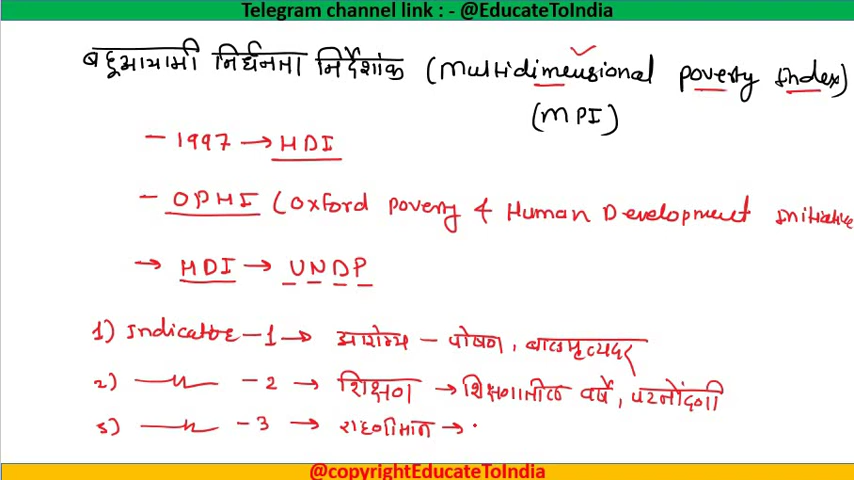 Telegram channel link : - @EducateToIndia
बहुआयामी निर्धनता निर्देशांक (Multidimensional poverty Index)
(MPI)
- 1997 → HDI
- OPHI (Oxford Poverty & Human Development Initiative
→ HDI → UNDP
1) Indicator - 1 → आरोग्य - पोषण, बालमृत्यूदर
2) —〃— - 2 → शिक्षण → शिक्षणातील वर्षे, पटनोंदणी
3) —〃— - 3 → राहणीमान →
@copyrightEducateToIndia